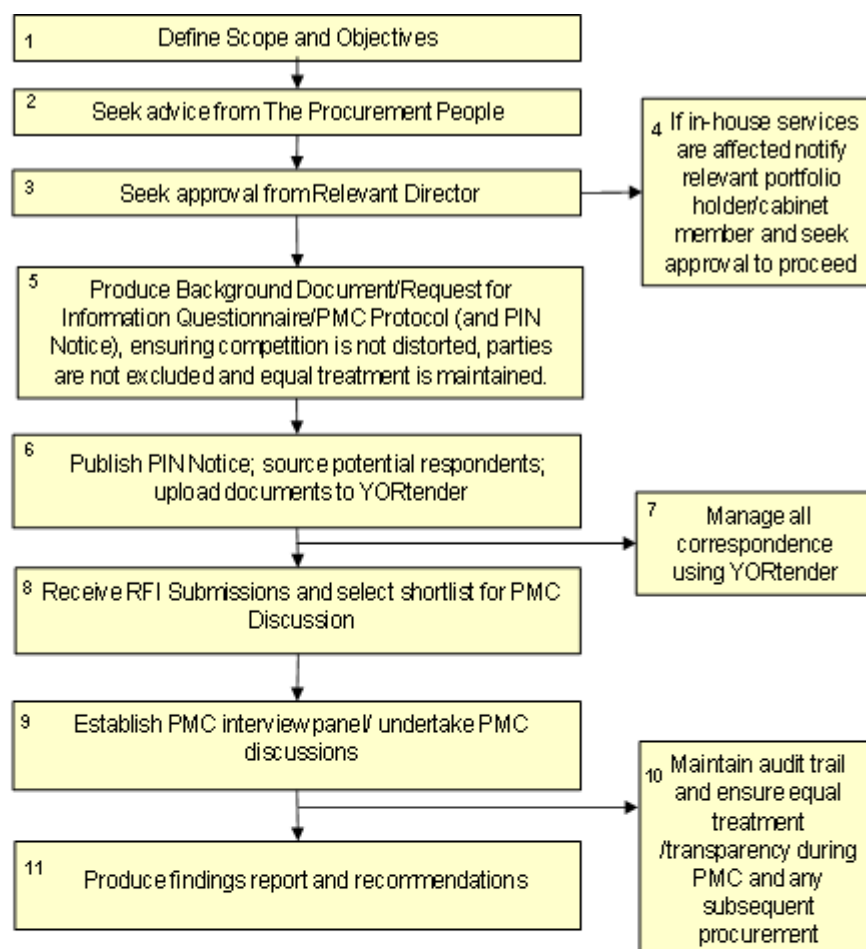 1
Define Scope and Objectives
2
Seek advice from The Procurement People
3
Seek approval from Relevant Director
4 If in-house services
are affected notify
relevant portfolio
holder/cabinet
member and seek
approval to proceed
5
Produce Background Document/Request for
Information Questionnaire/PMC Protocol (and PIN
Notice), ensuring competition is not distorted, parties
are not excluded and equal treatment is maintained.
6
Publish PIN Notice; source potential respondents;
upload documents to YORtender
7
Manage all
correspondence
using YORtender
8 Receive RFI Submissions and select shortlist for PMC
Discussion
9
Establish PMC interview panel/ undertake PMC
discussions
10 Maintain audit trail
and ensure equal
treatment
/transparency during
PMC and any
subsequent
procurement
11
Produce findings report and recommendations